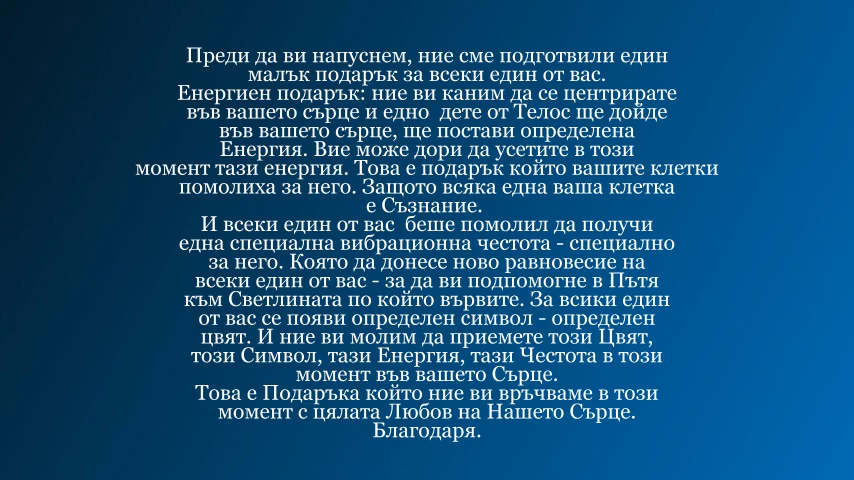 Преди да ви напуснем, ние сме подготвили един
малък подарък за всеки един от вас.
Енергиен подарък: ние ви каним да се центрирате
във вашето сърце и едно  дете от Телос ще дойде
във вашето сърце, ще постави определена
Енергия. Вие може дори да усетите в този
момент тази енергия. Това е подарък който вашите клетки
помолиха за него. Защото всяка една ваша клетка
е Съзнание.
И всеки един от вас  беше помолил да получи
една специална вибрационна честота - специално
за него. Която да донесе ново равновесие на
всеки един от вас - за да ви подпомогне в Пътя
към Светлината по който вървите. За всики един
от вас се появи определен символ - определен
цвят. И ние ви молим да приемете този Цвят,
този Символ, тази Енергия, тази Честота в този
момент във вашето Сърце.
Това е Подаръка който ние ви връчваме в този
момент с цялата Любов на Нашето Сърце.
Благодаря.